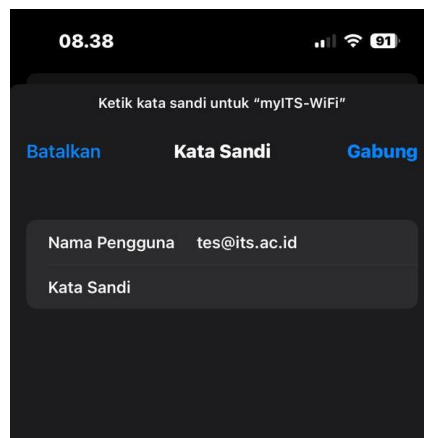 08.38
91
Ketik kata sandi untuk “myITS-WiFi”
Batalkan Kata Sandi Gabung
Nama Pengguna tes@its.ac.id
Kata Sandi